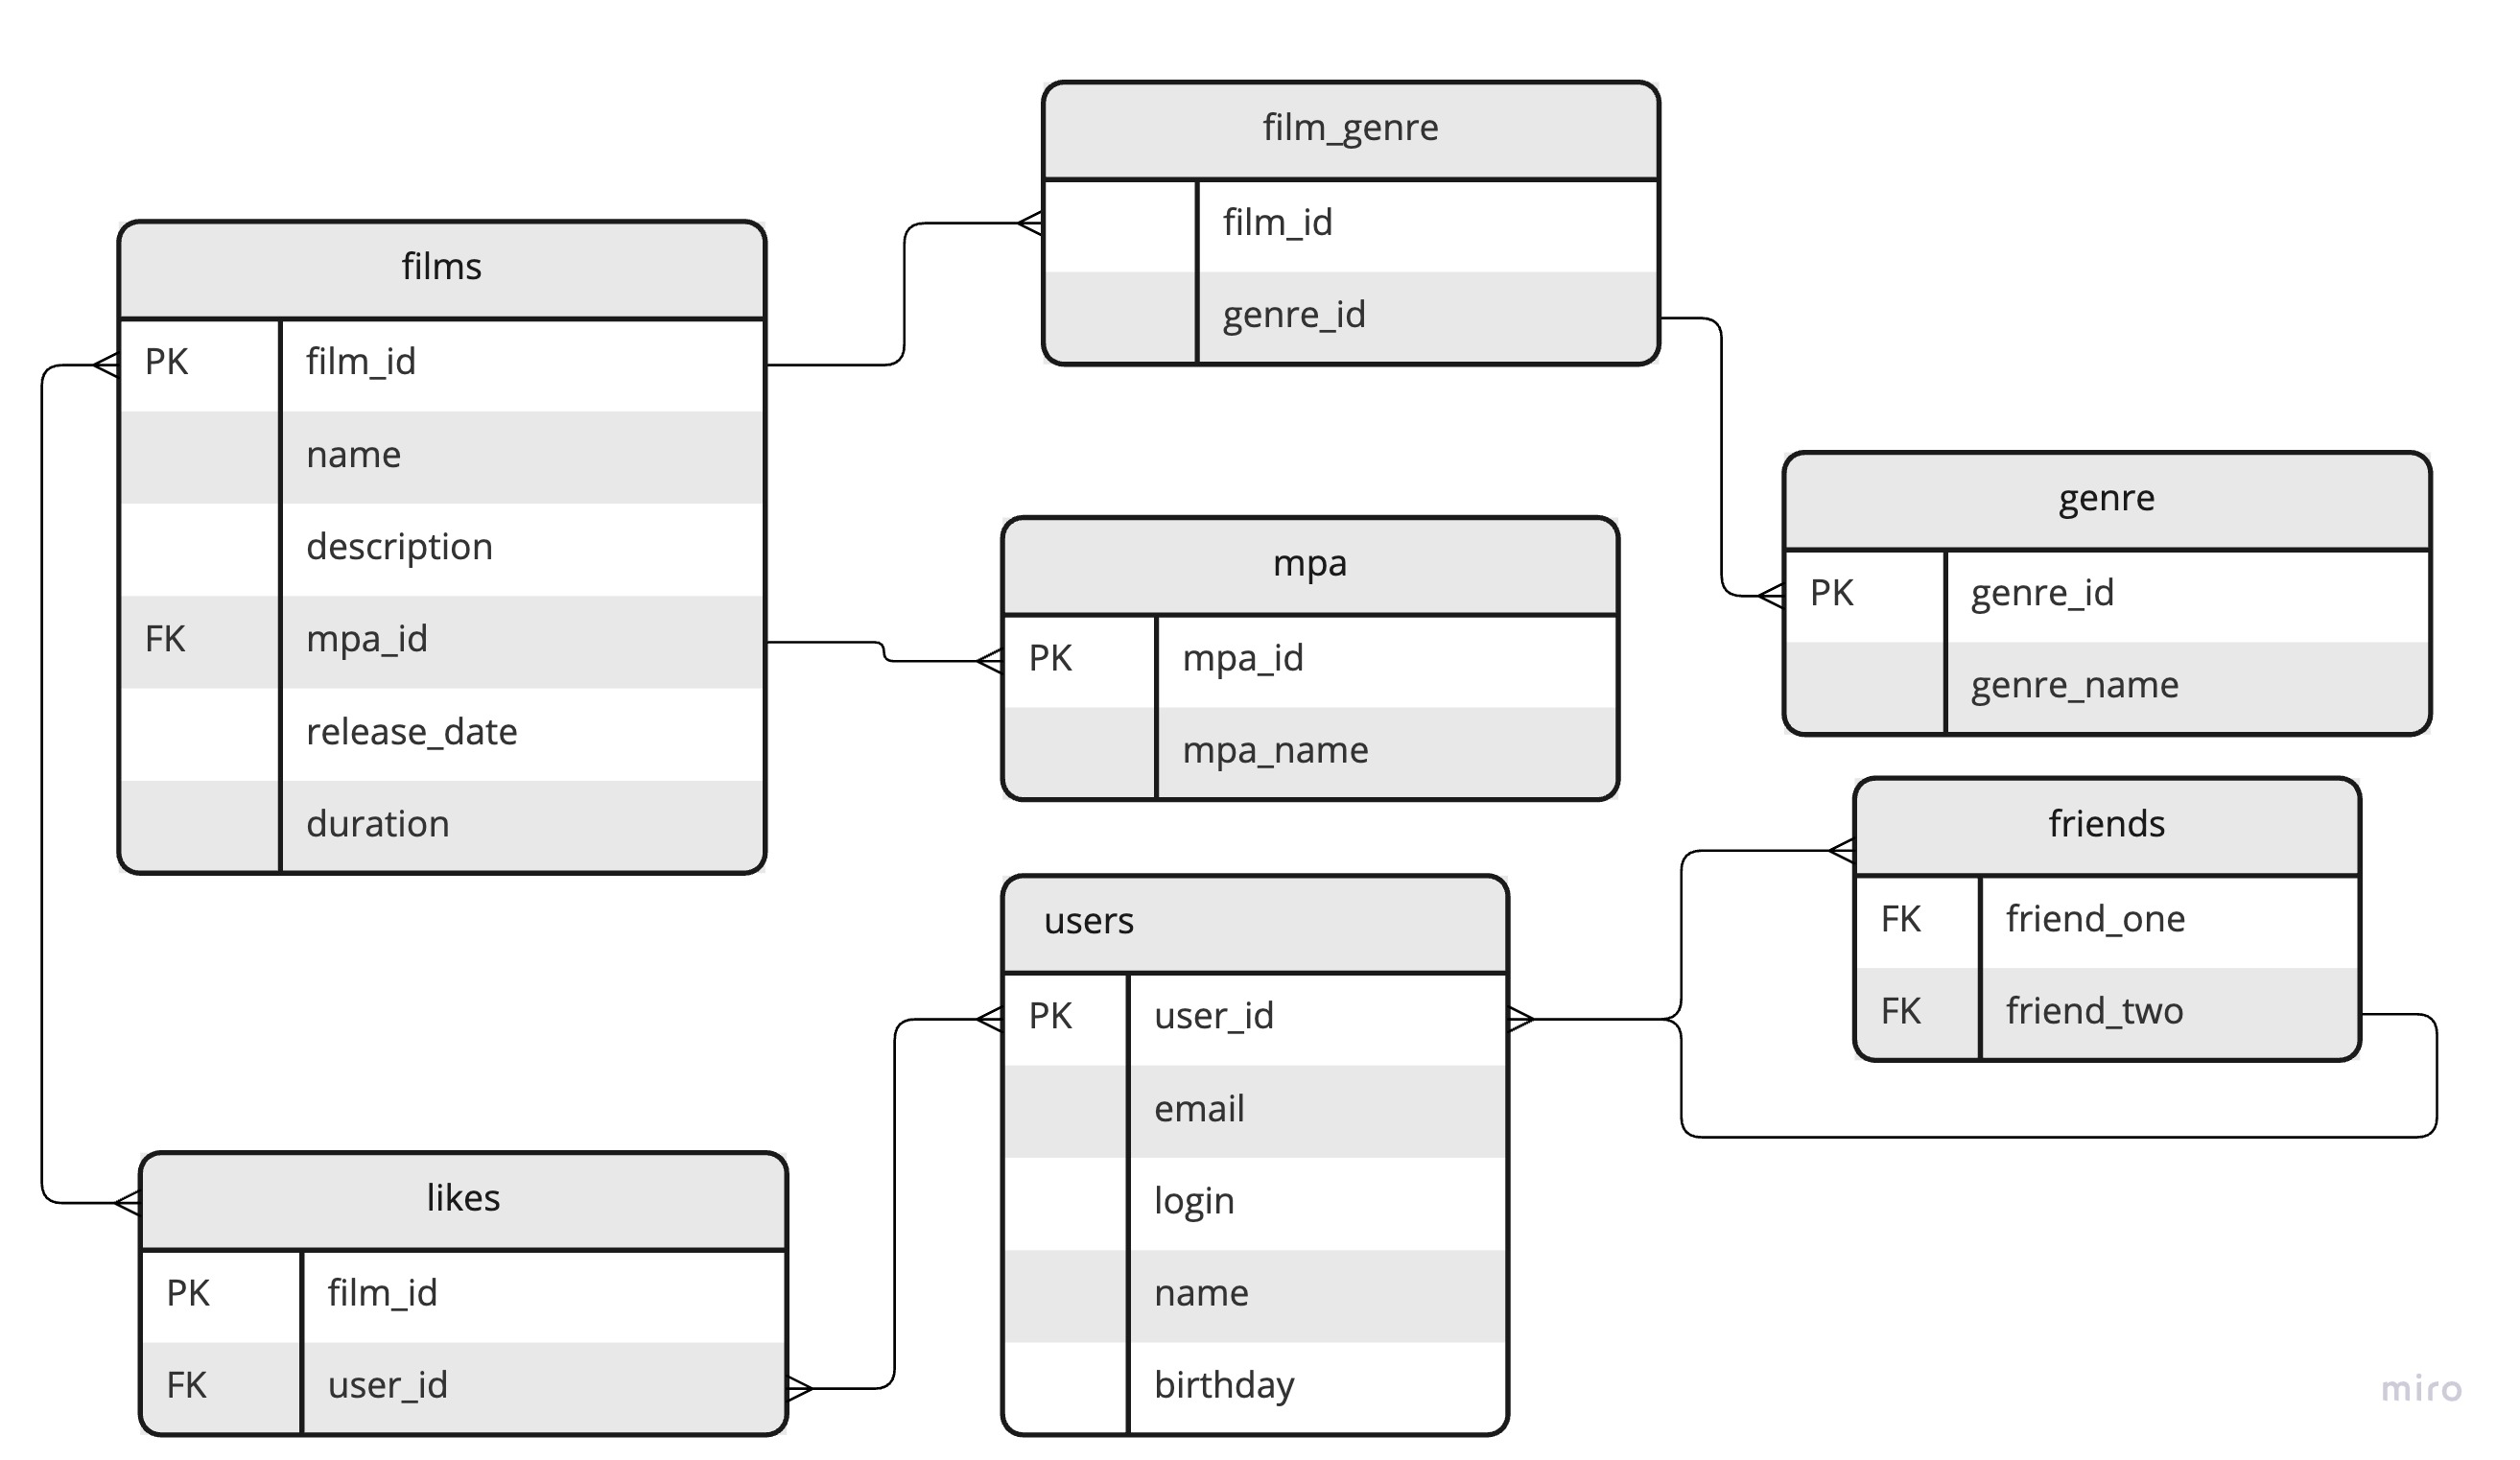 film_genre
film_id
genre_id
films
PK film_id
name
description
FK mpa_id
release_date
duration
mpa
PK mpa_id
mpa_name
genre
PK genre_id
genre_name
friends
FK friend_one
FK friend_two
users
PK user_id
email
login
name
birthday
likes
PK film_id
FK user_id
miro